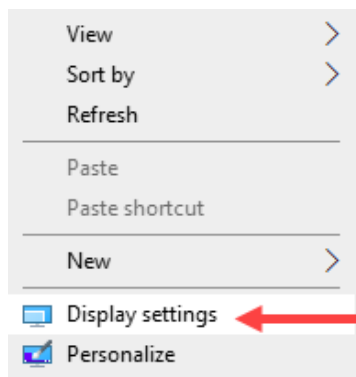 View
Sort by
Refresh
Paste
Paste shortcut
New
Display settings
Personalize